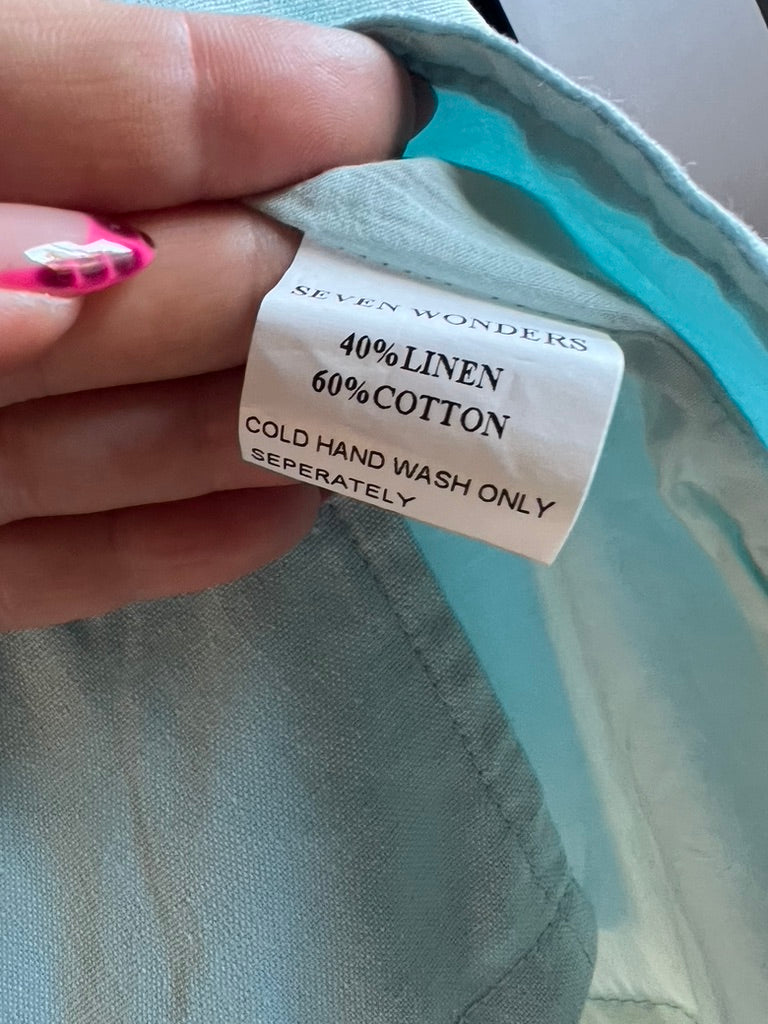 SEVEN WONDERS
40%LINEN
60%COTTON
COLD HAND WASH ONLY
SEPERATELY